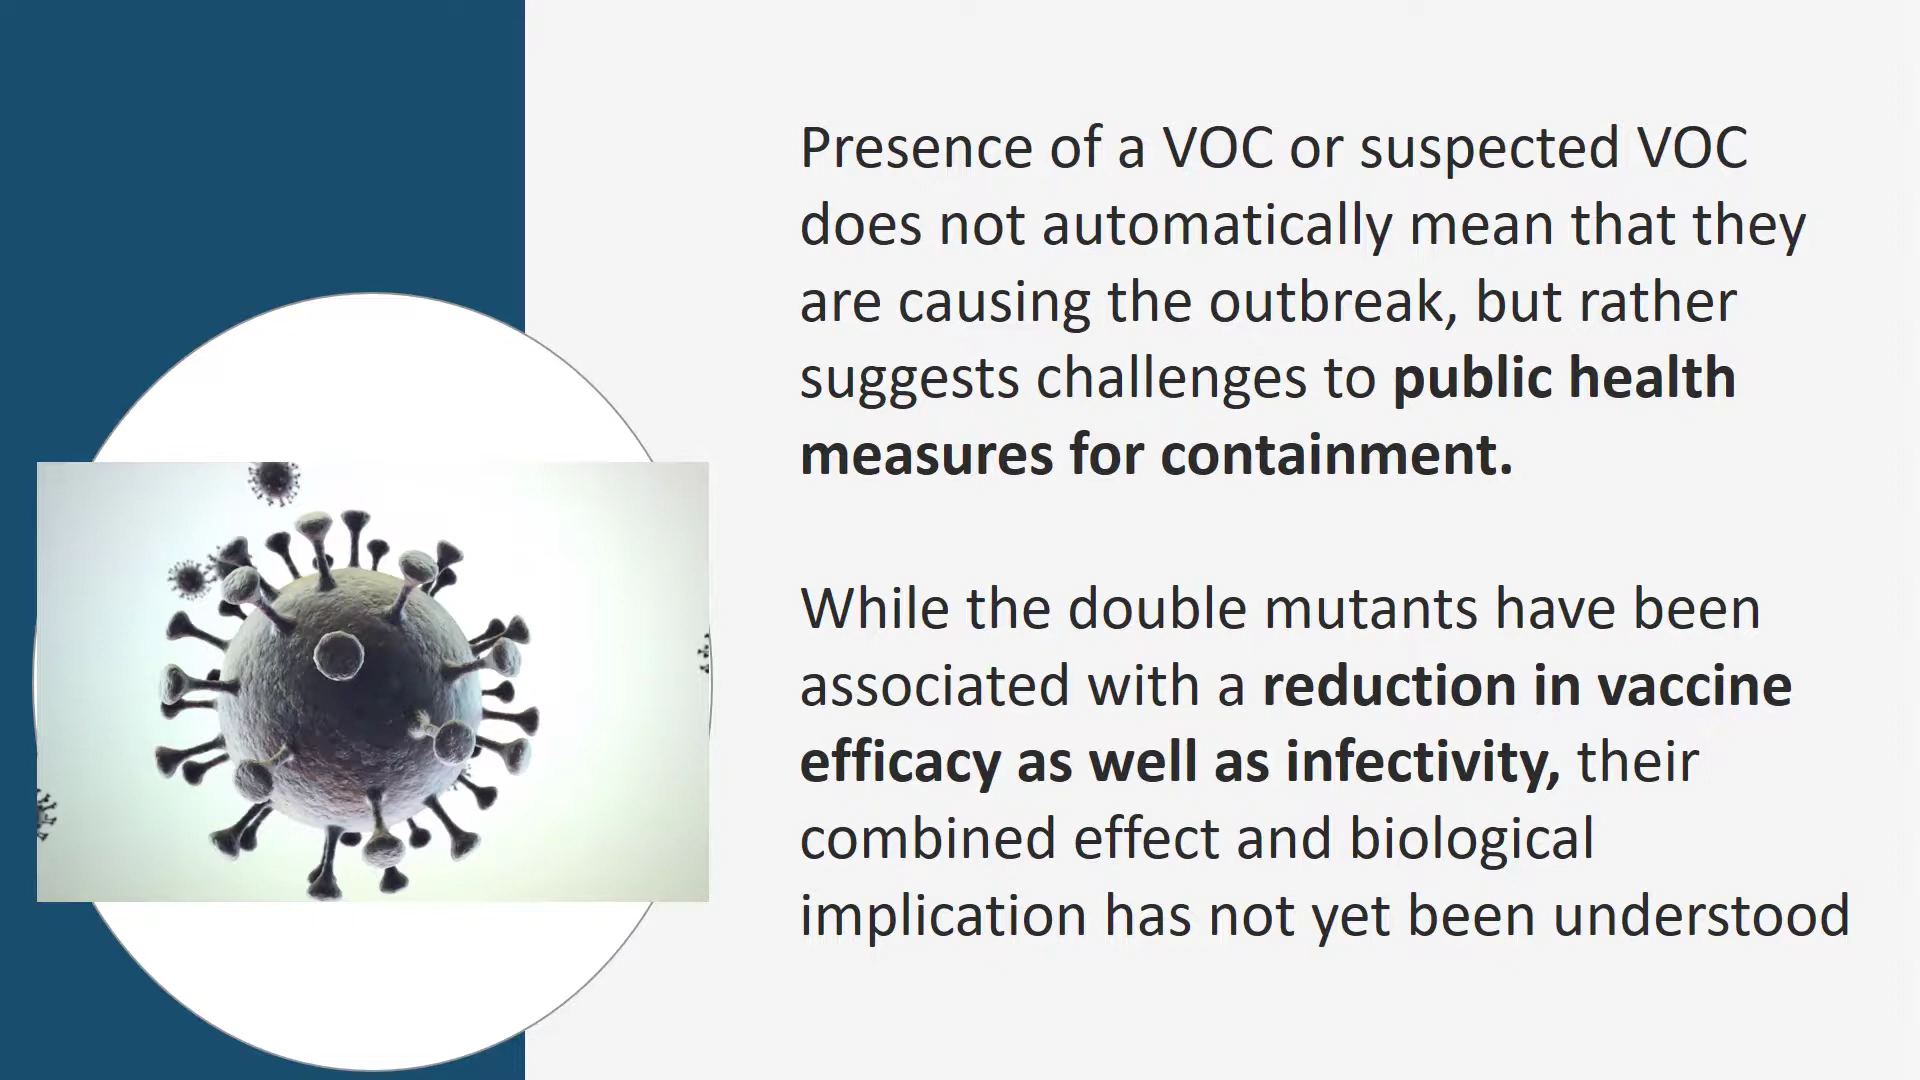 Presence of a VOC or suspected VOC
does not automatically mean that they
are causing the outbreak, but rather
suggests challenges to public health
measures for containment.
While the double mutants have been
associated with a reduction in vaccine
efficacy as well as infectivity, their
combined effect and biological
implication has not yet been understood